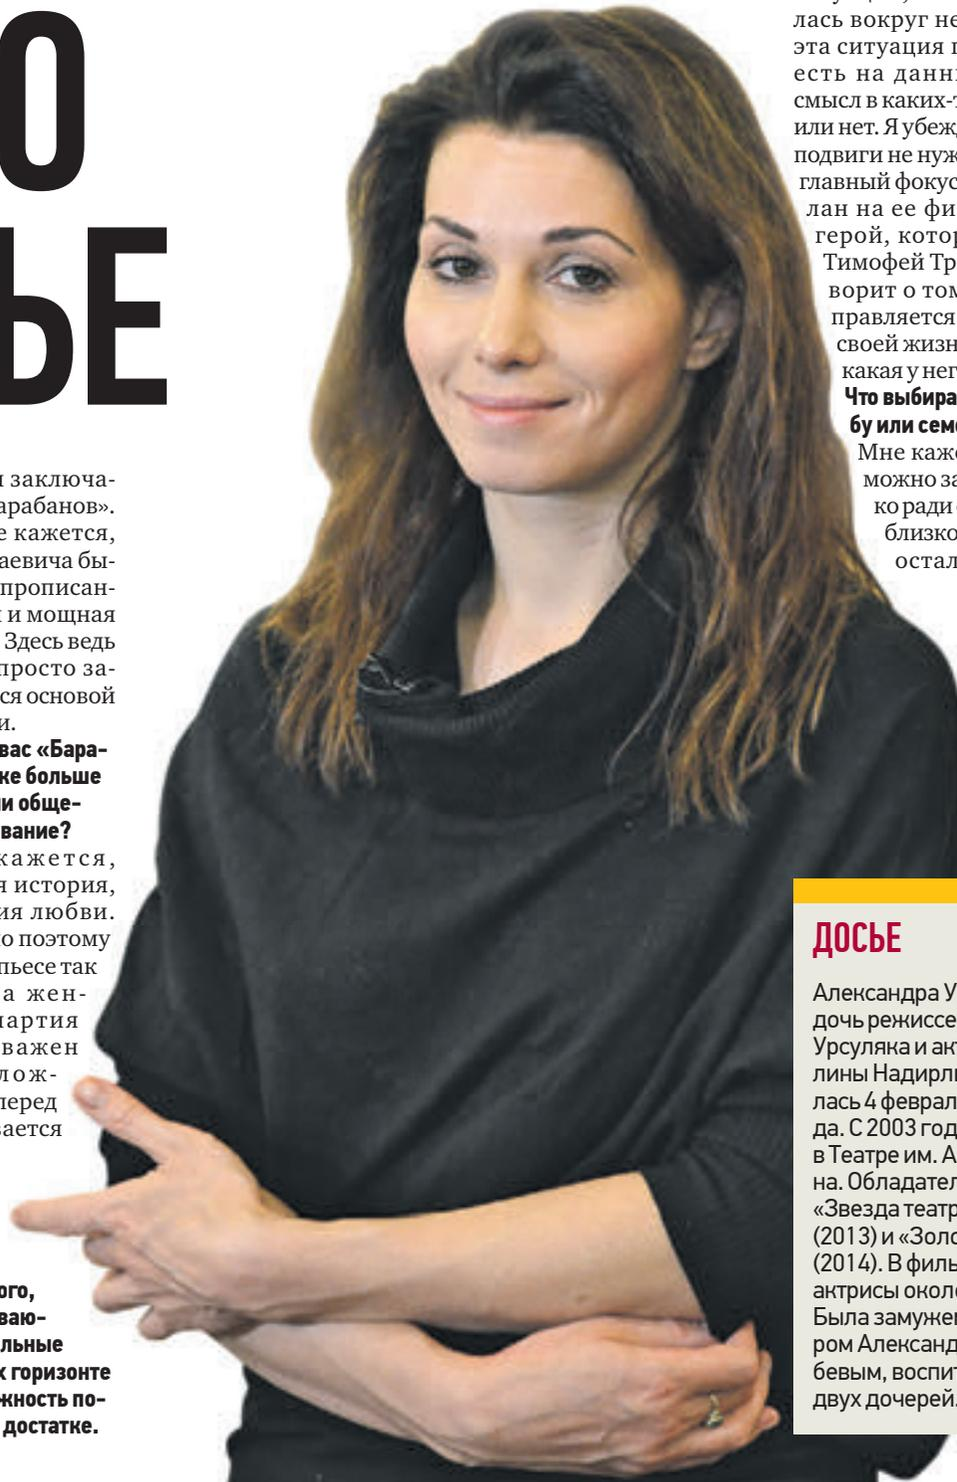 О
ЬЕ
заключа-
арабанов».
е кажется,
аевича бы-
прописан-
и мощная
Здесь ведь
просто за-
ся основой
и.
вас «Бара-
же больше
и обще-
вание?
кажется,
я история,
ия любви.
о поэтому
пьесе так
а жен-
партия
важен
лож-
перед
вается
ого,
ваю-
льные
х горизонте
жность по-
достатке.
лась вокруг не
эта ситуация
есть на данн
смысл в каких-т
или нет. Я убеж
подвиги не нуж
главный фокус
лан на ее фи
герой, котор
Тимофей Тр
ворит о том
правляется
своей жизн
какая у нег
Что выбира
бу или сем
Мне каже
можно за
ко ради
близко
остал
ДОСЬЕ
Александра У
дочь режиссе
Урсуляка и ак
лины Надирл
лась 4 феврал
да. С 2003 год
в Театре им. А
на. Обладател
«Звезда театр
(2013) и «Золо
(2014). В филь
актрисы около
Была замужем
ром Александ
бевым, воспит
двух дочерей.